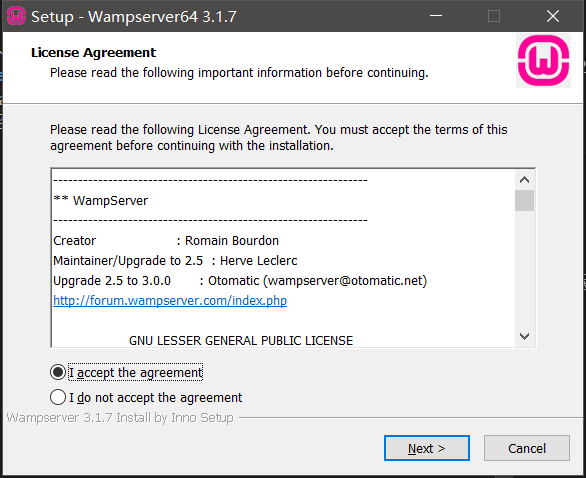 Setup - Wampserver64 3.1.7
License Agreement
Please read the following important information before continuing.
Please read the following License Agreement. You must accept the terms of this
agreement before continuing with the installation.
---------------------------------------------------------------
** WampServer
---------------------------------------------------------------
Creator : Romain Bourdon
Maintainer/Upgrade to 2.5 : Herve Leclerc
Upgrade 2.5 to 3.0.0 : Otomatic (wampserver@otomatic.net)
http://forum.wampserver.com/index.php
GNU LESSER GENERAL PUBLIC LICENSE
I accept the agreement
I do not accept the agreement
Wampserver 3.1.7 Install by Inno Setup
Next > Cancel